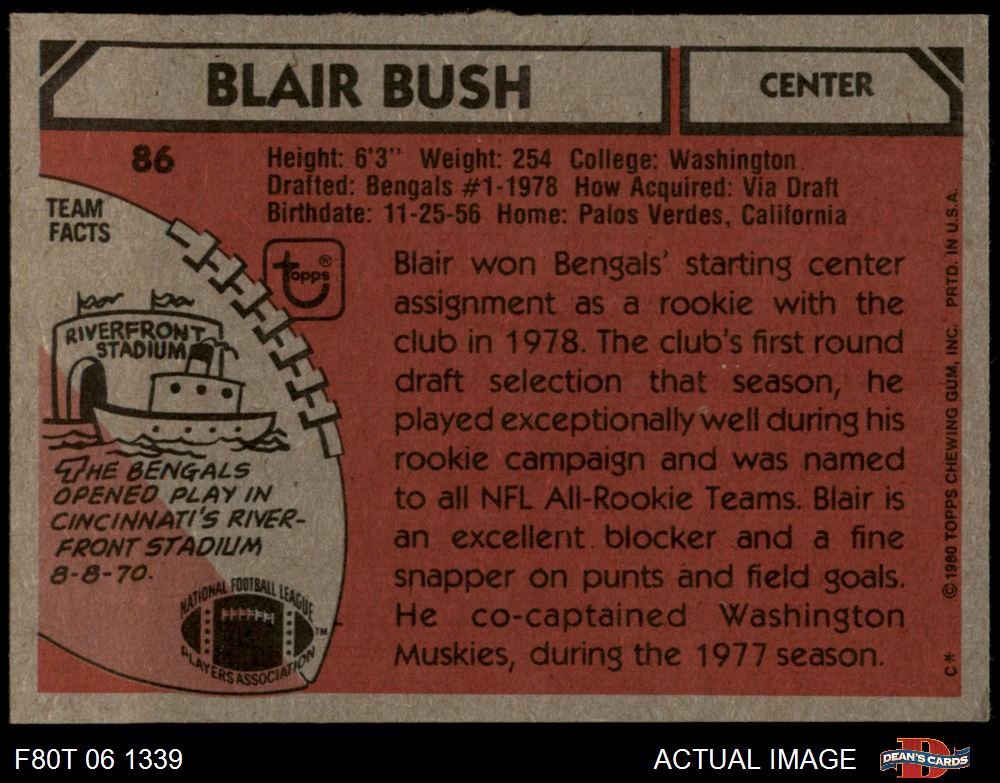 BLAIR BUSH
CENTER
86
Height: 6'3" Weight: 254 College: Washington
Drafted: Bengals #1-1978 How Acquired: Via Draft
Birthdate: 11-25-56 Home: Palos Verdes, California
TEAM
FACTS
topps®
RIVERFRONT
STADIUM
THE BENGALS
OPENED PLAY IN
CINCINNATI'S RIVER-
FRONT STADIUM
8-8-70.
NATIONAL FOOTBALL LEAGUE
PLAYERS ASSOCIATION
TM
Blair won Bengals' starting center
assignment as a rookie with the
club in 1978. The club's first round
draft selection that season, he
played exceptionally well during his
rookie campaign and was named
to all NFL All-Rookie Teams. Blair is
an excellent blocker and a fine
snapper on punts and field goals.
He co-captained Washington
Muskies, during the 1977 season.
C* © 1980 TOPPS CHEWING GUM, INC. PRTD. IN U.S.A.
F80T 06 1339
ACTUAL IMAGE
D
DEAN'S CARDS